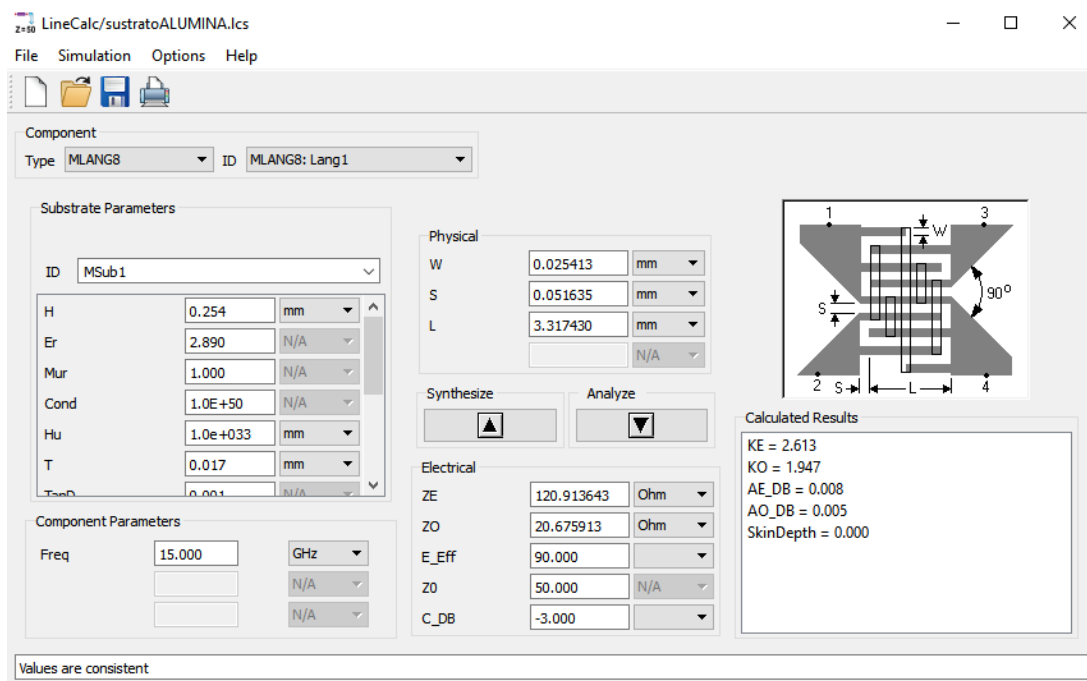 Z=50 LineCalc/sustratoALUMINA.lcs
File Simulation Options Help
Component
Type MLANG8 ID MLANG8: Lang1
Substrate Parameters
ID MSub1
H 0.254 mm
Er 2.890 N/A
Mur 1.000 N/A
Cond 1.0E+50 N/A
Hu 1.0e+033 mm
T 0.017 mm
TanD 0.001 N/A
Component Parameters
Freq 15.000 GHz
N/A
N/A
Physical
W 0.025413 mm
S 0.051635 mm
L 3.317430 mm
N/A
Synthesize Analyze
Electrical
ZE 120.913643 Ohm
ZO 20.675913 Ohm
E_Eff 90.000
Z0 50.000 N/A
C_DB -3.000
1 3
W
S 90º
2 S L 4
Calculated Results
KE = 2.613
KO = 1.947
AE_DB = 0.008
AO_DB = 0.005
SkinDepth = 0.000
Values are consistent